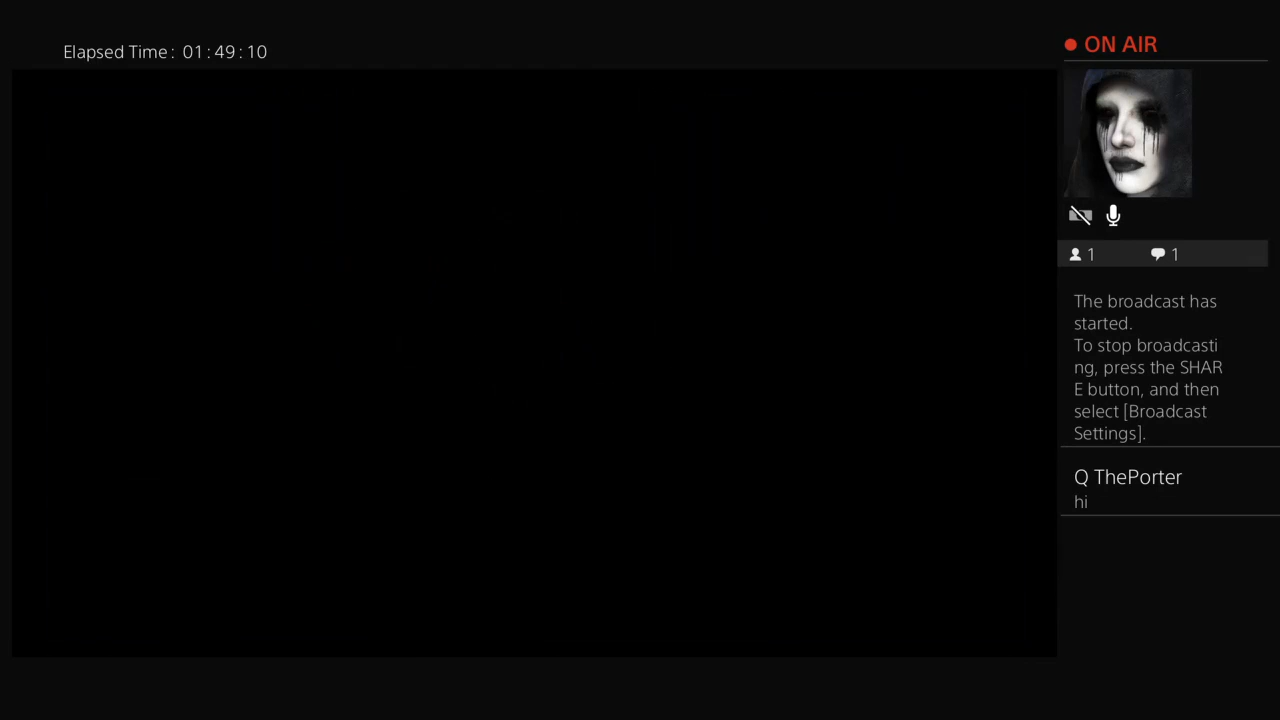 Elapsed Time: 01:49:10
ON AIR
1 1
The broadcast has
started.
To stop broadcasti
ng, press the SHAR
E button, and then
select [Broadcast
Settings].
Q ThePorter
hi